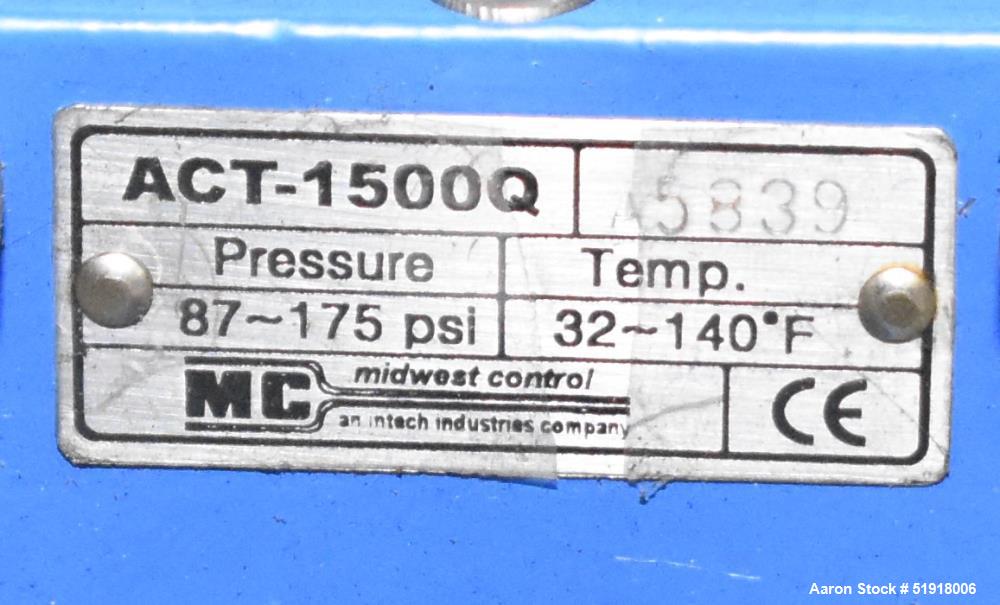 ACT-1500Q
A5839
Pressure
Temp.
87~175 psi
32~140°F
MC
midwest control
an intech industries company
CE
Aaron Stock # 51918006